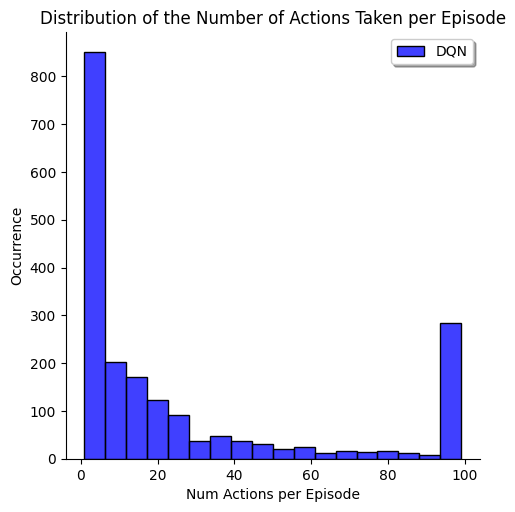 Distribution of the Number of Actions Taken per Episode
DQN
800
700
600
500
400
300
200
100
0
Occurrence
0 20 40 60 80 100
Num Actions per Episode